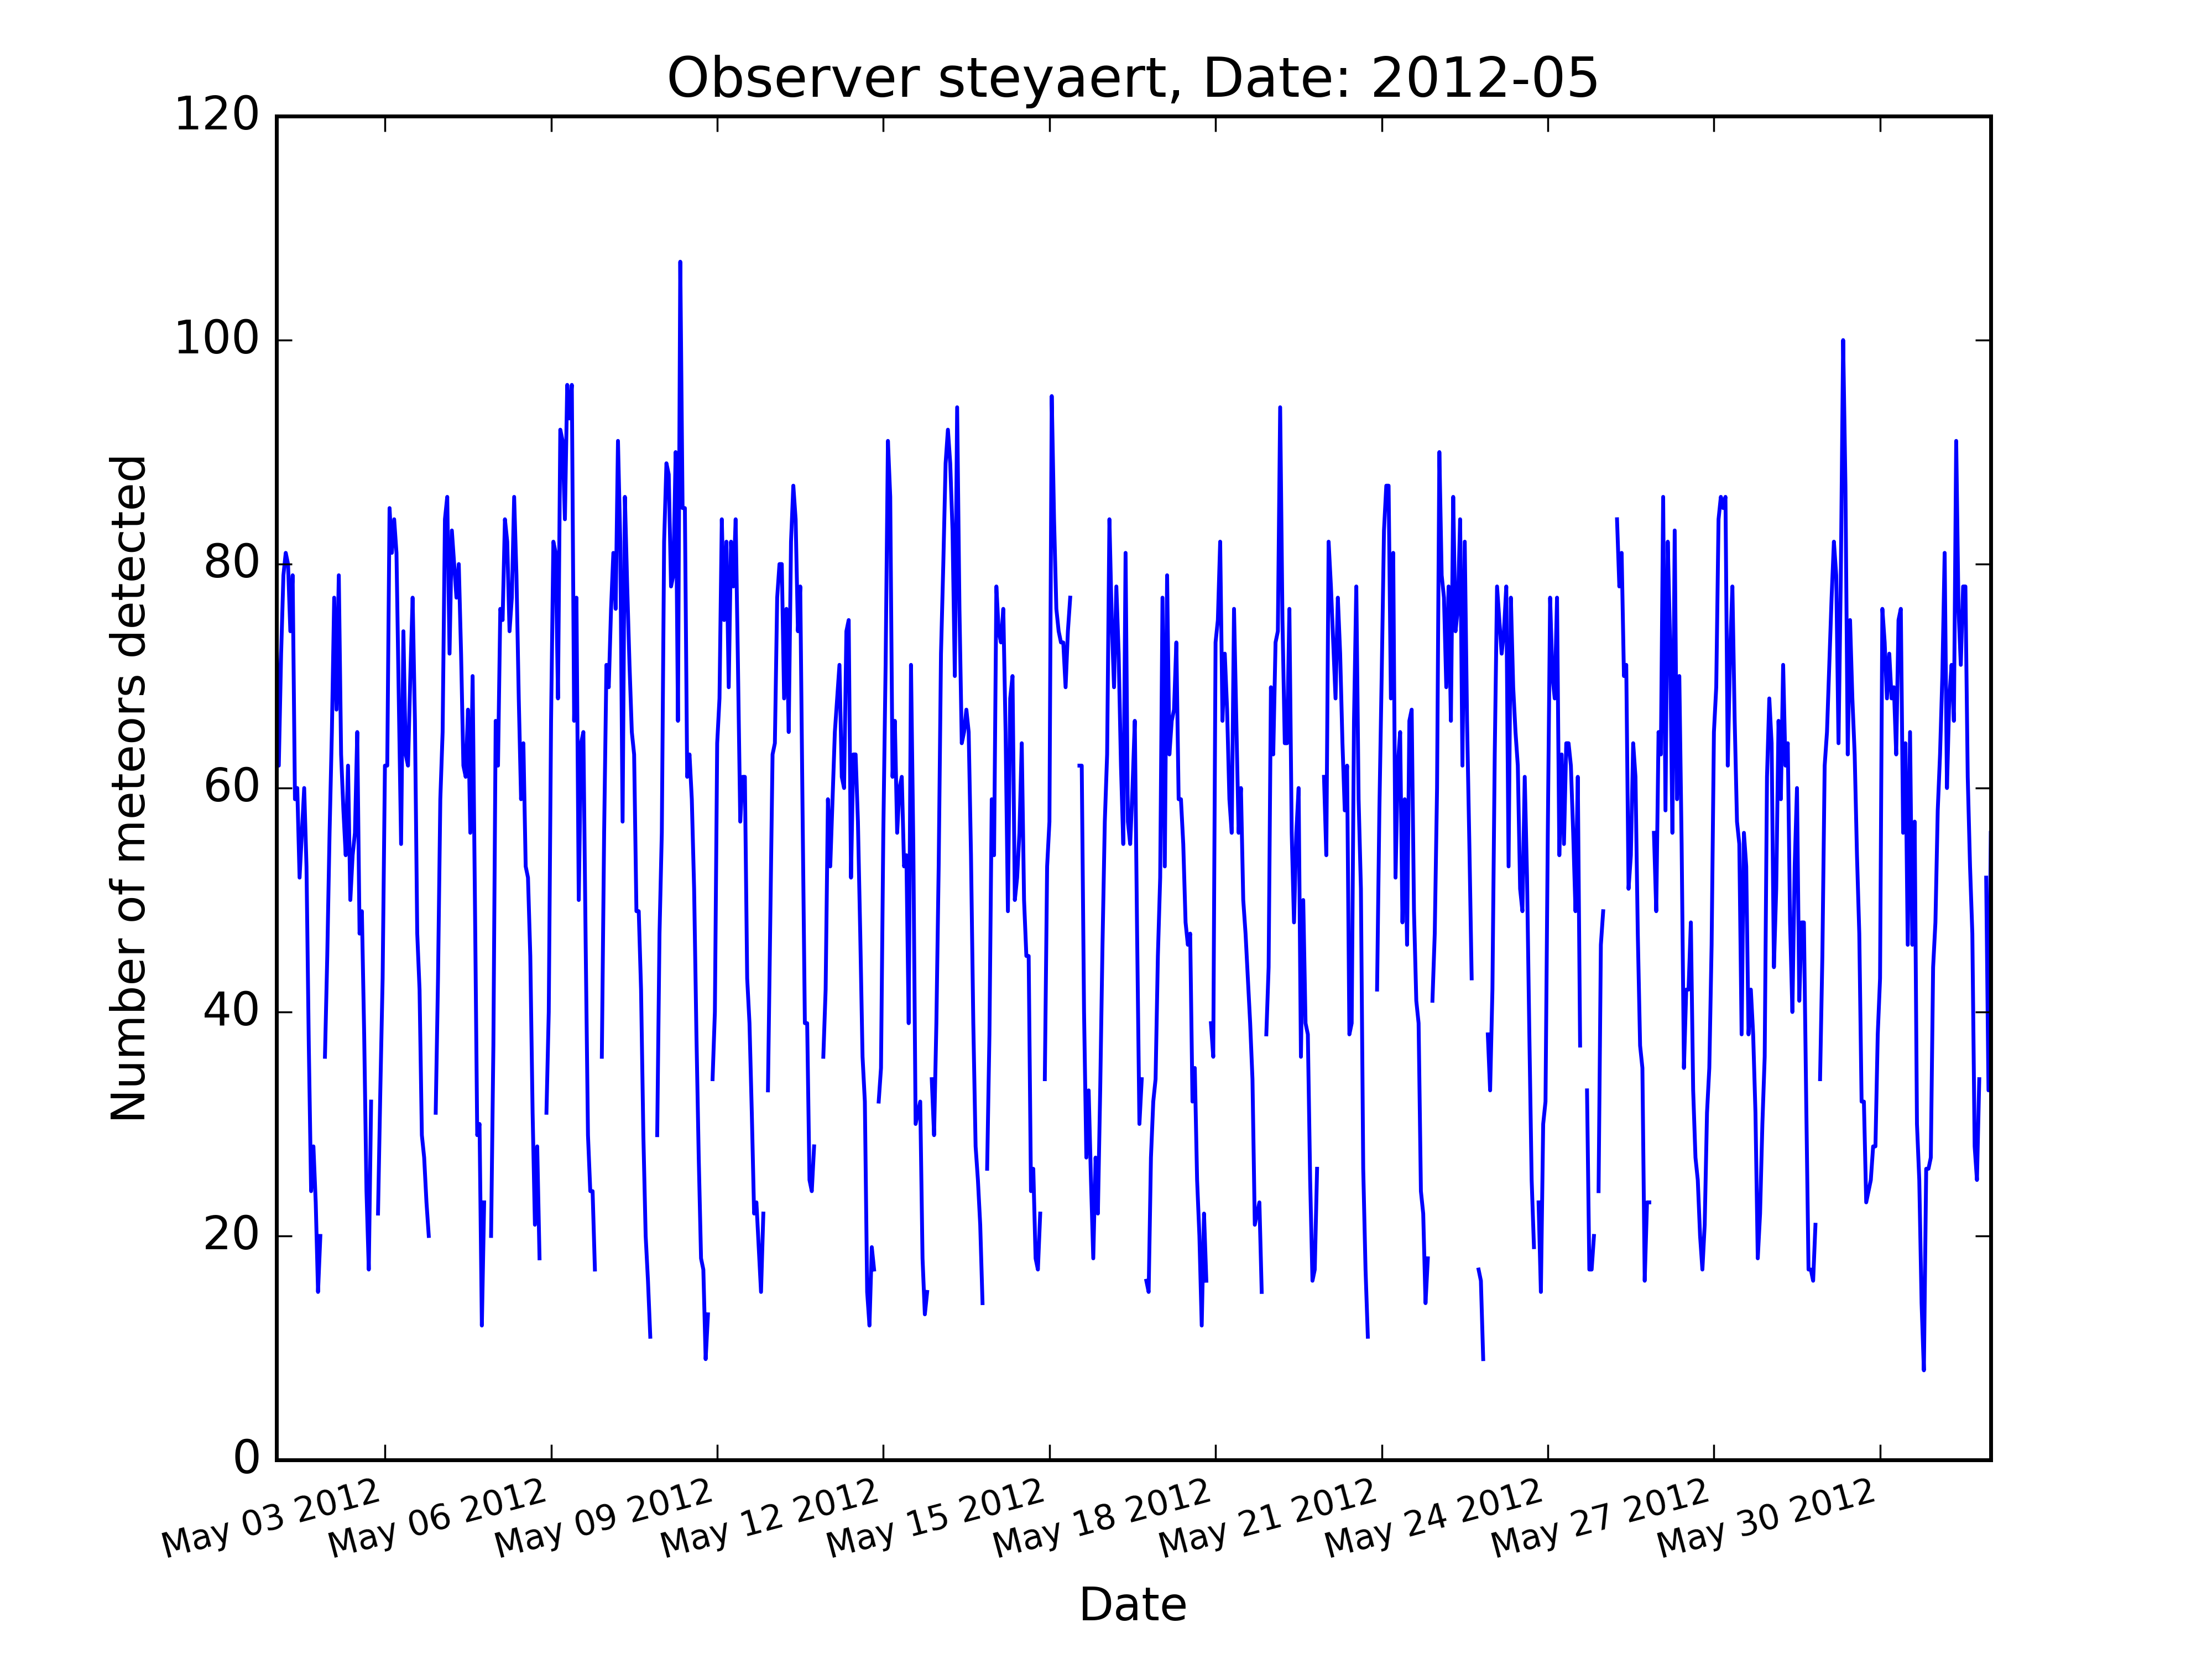 Observer steyaert, Date: 2012-05
120
100
80
60
40
20
0
Number of meteors detected
May 03 2012
May 06 2012
May 09 2012
May 12 2012
May 15 2012
May 18 2012
May 21 2012
May 24 2012
May 27 2012
May 30 2012
Date